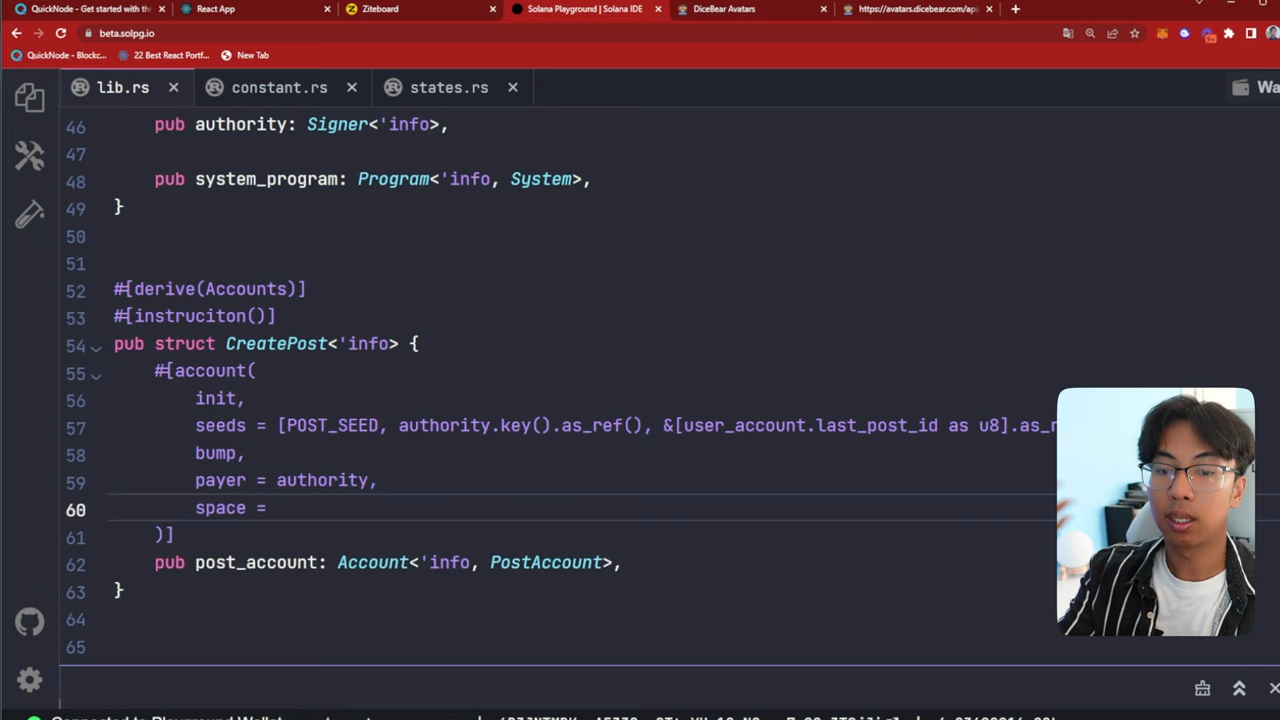 QuickNode - Get started with th
React App
Ziteboard
Solana Playground | Solana IDE
DiceBear Avatars
https://avatars.dicebear.com/api
beta.solpg.io
QuickNode - Blockc...
22 Best React Portf...
New Tab
lib.rs
constant.rs
states.rs
Wa
46 pub authority: Signer<'info>,
47
48 pub system_program: Program<'info, System>,
49 }
50
51
52 #[derive(Accounts)]
53 #[instruciton()]
54 pub struct CreatePost<'info> {
55 #[account(
56 init,
57 seeds = [POST_SEED, authority.key().as_ref(), &[user_account.last_post_id as u8].as_r
58 bump,
59 payer = authority,
60 space =
61 )]
62 pub post_account: Account<'info, PostAccount>,
63 }
64
65